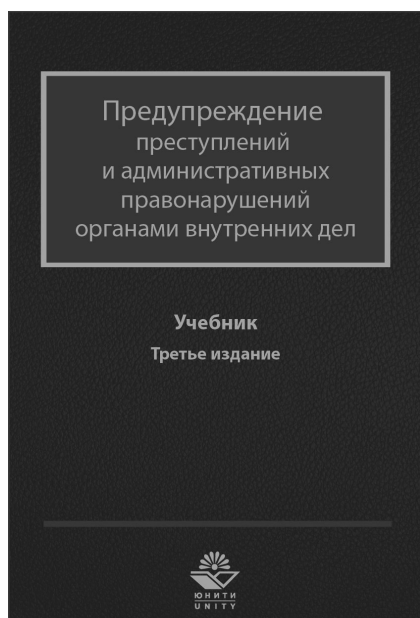 Предупреждение
преступлений
и административных
правонарушений
органами внутренних дел
Учебник
Третье издание
ЮНИТИ
UNITY